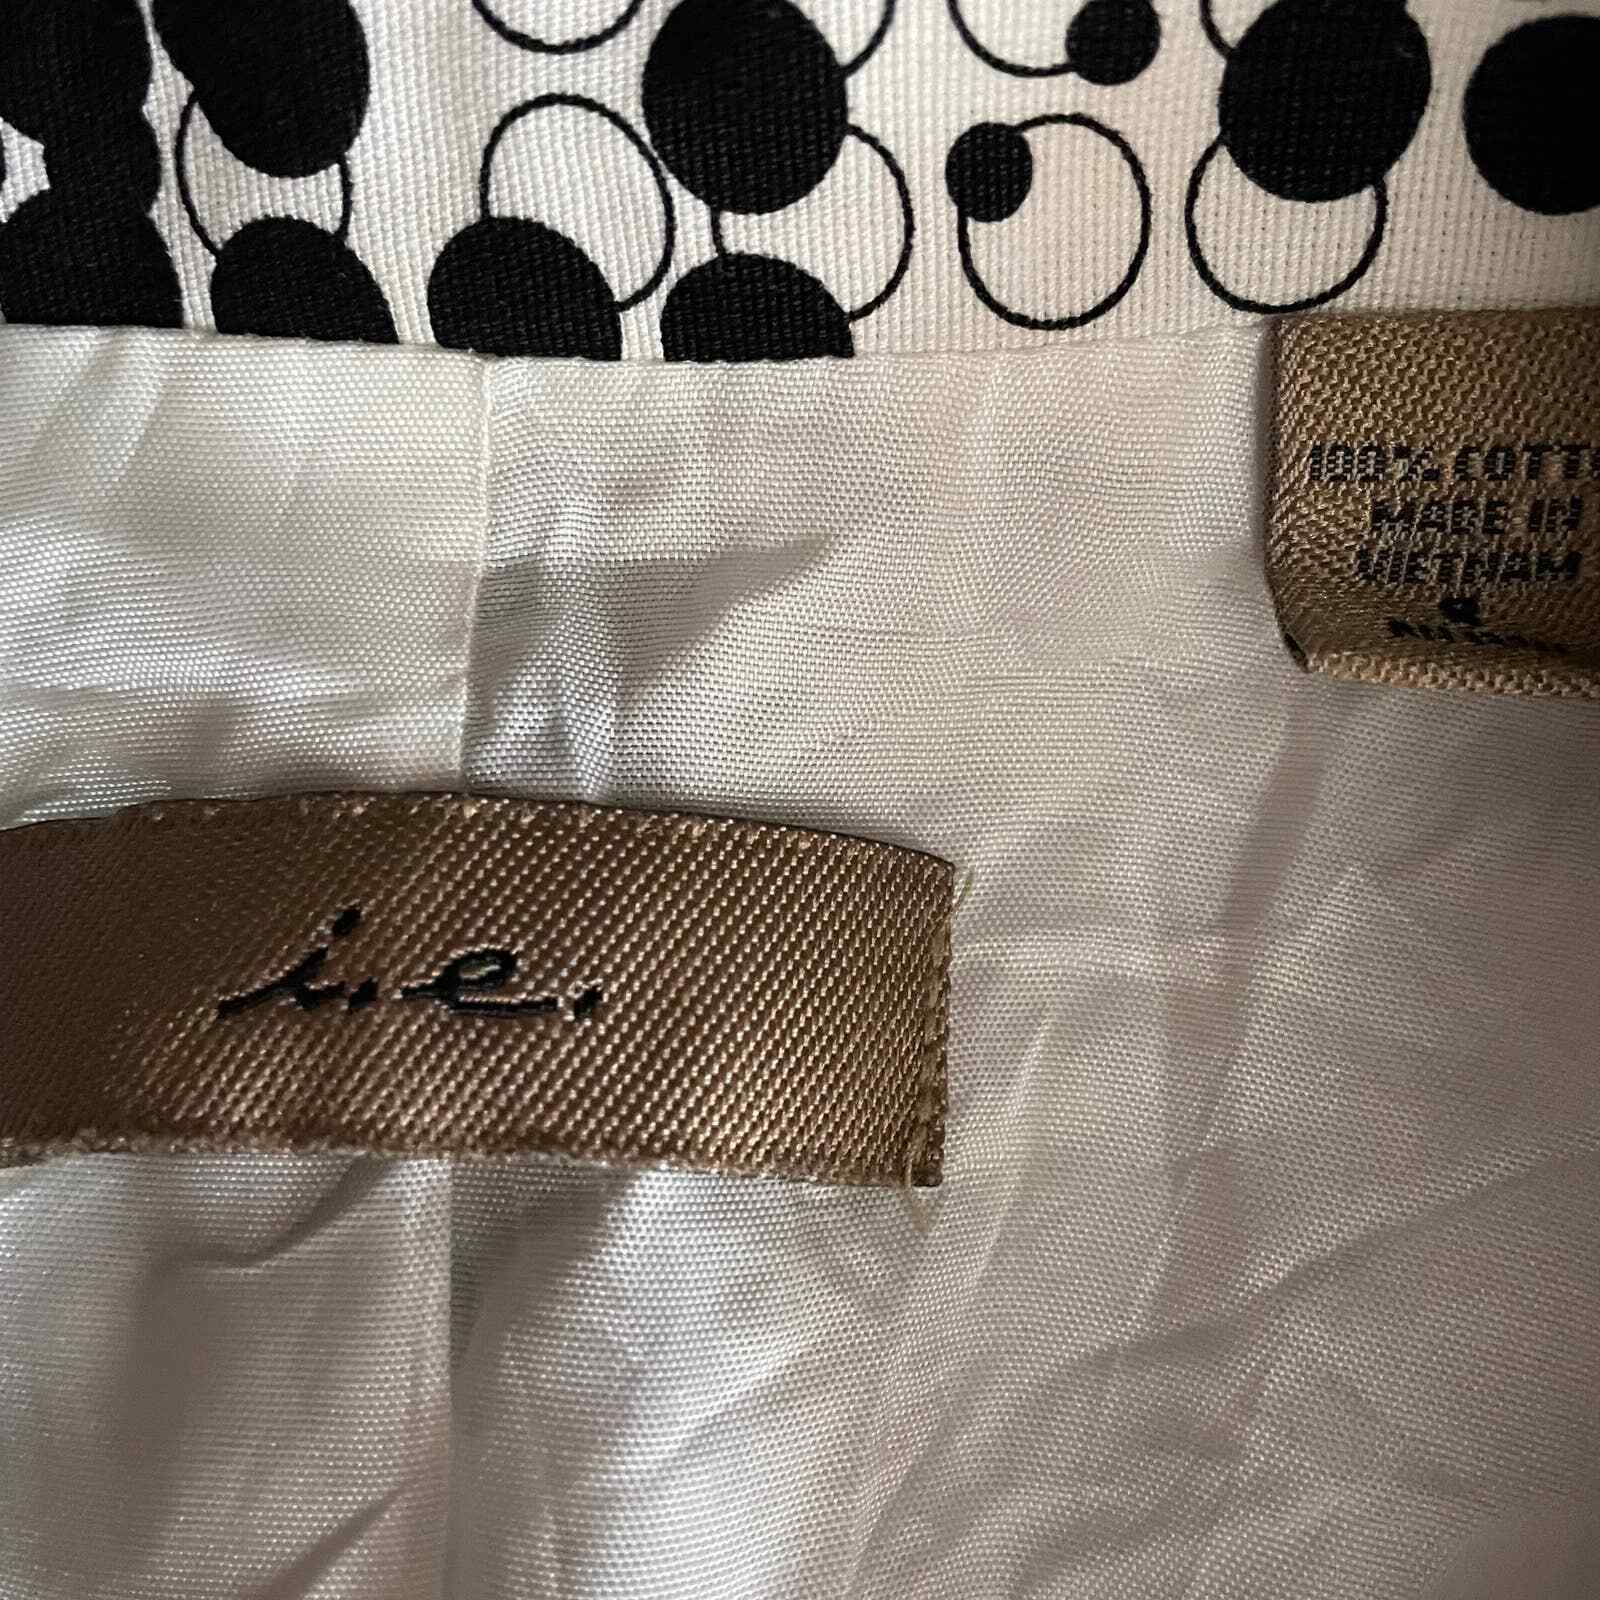 i.e.
100% COTT
MADE IN
VIETNAM